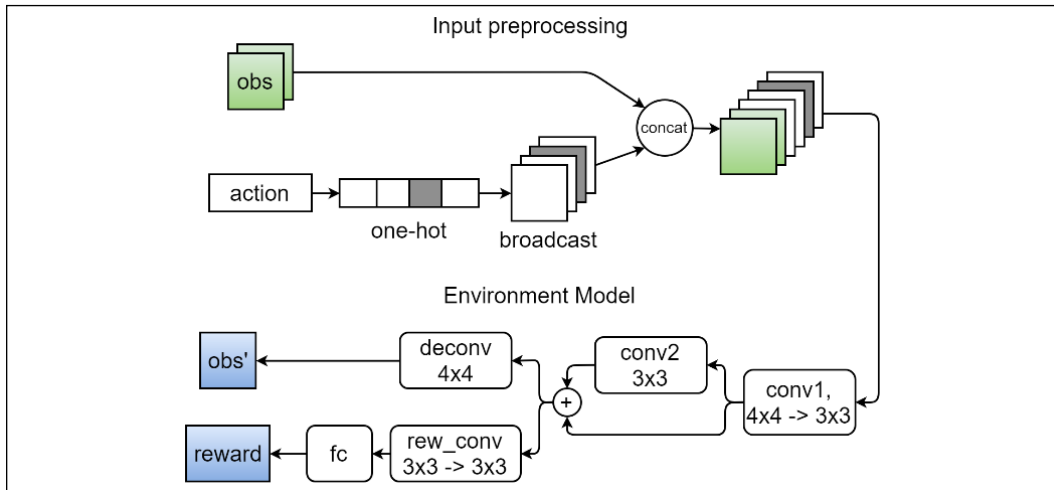 Input preprocessing
obs
concat
action
one-hot
broadcast
Environment Model
obs'
deconv
4x4
conv2
3x3
+
conv1,
4x4 -> 3x3
reward
fc
rew_conv
3x3 -> 3x3